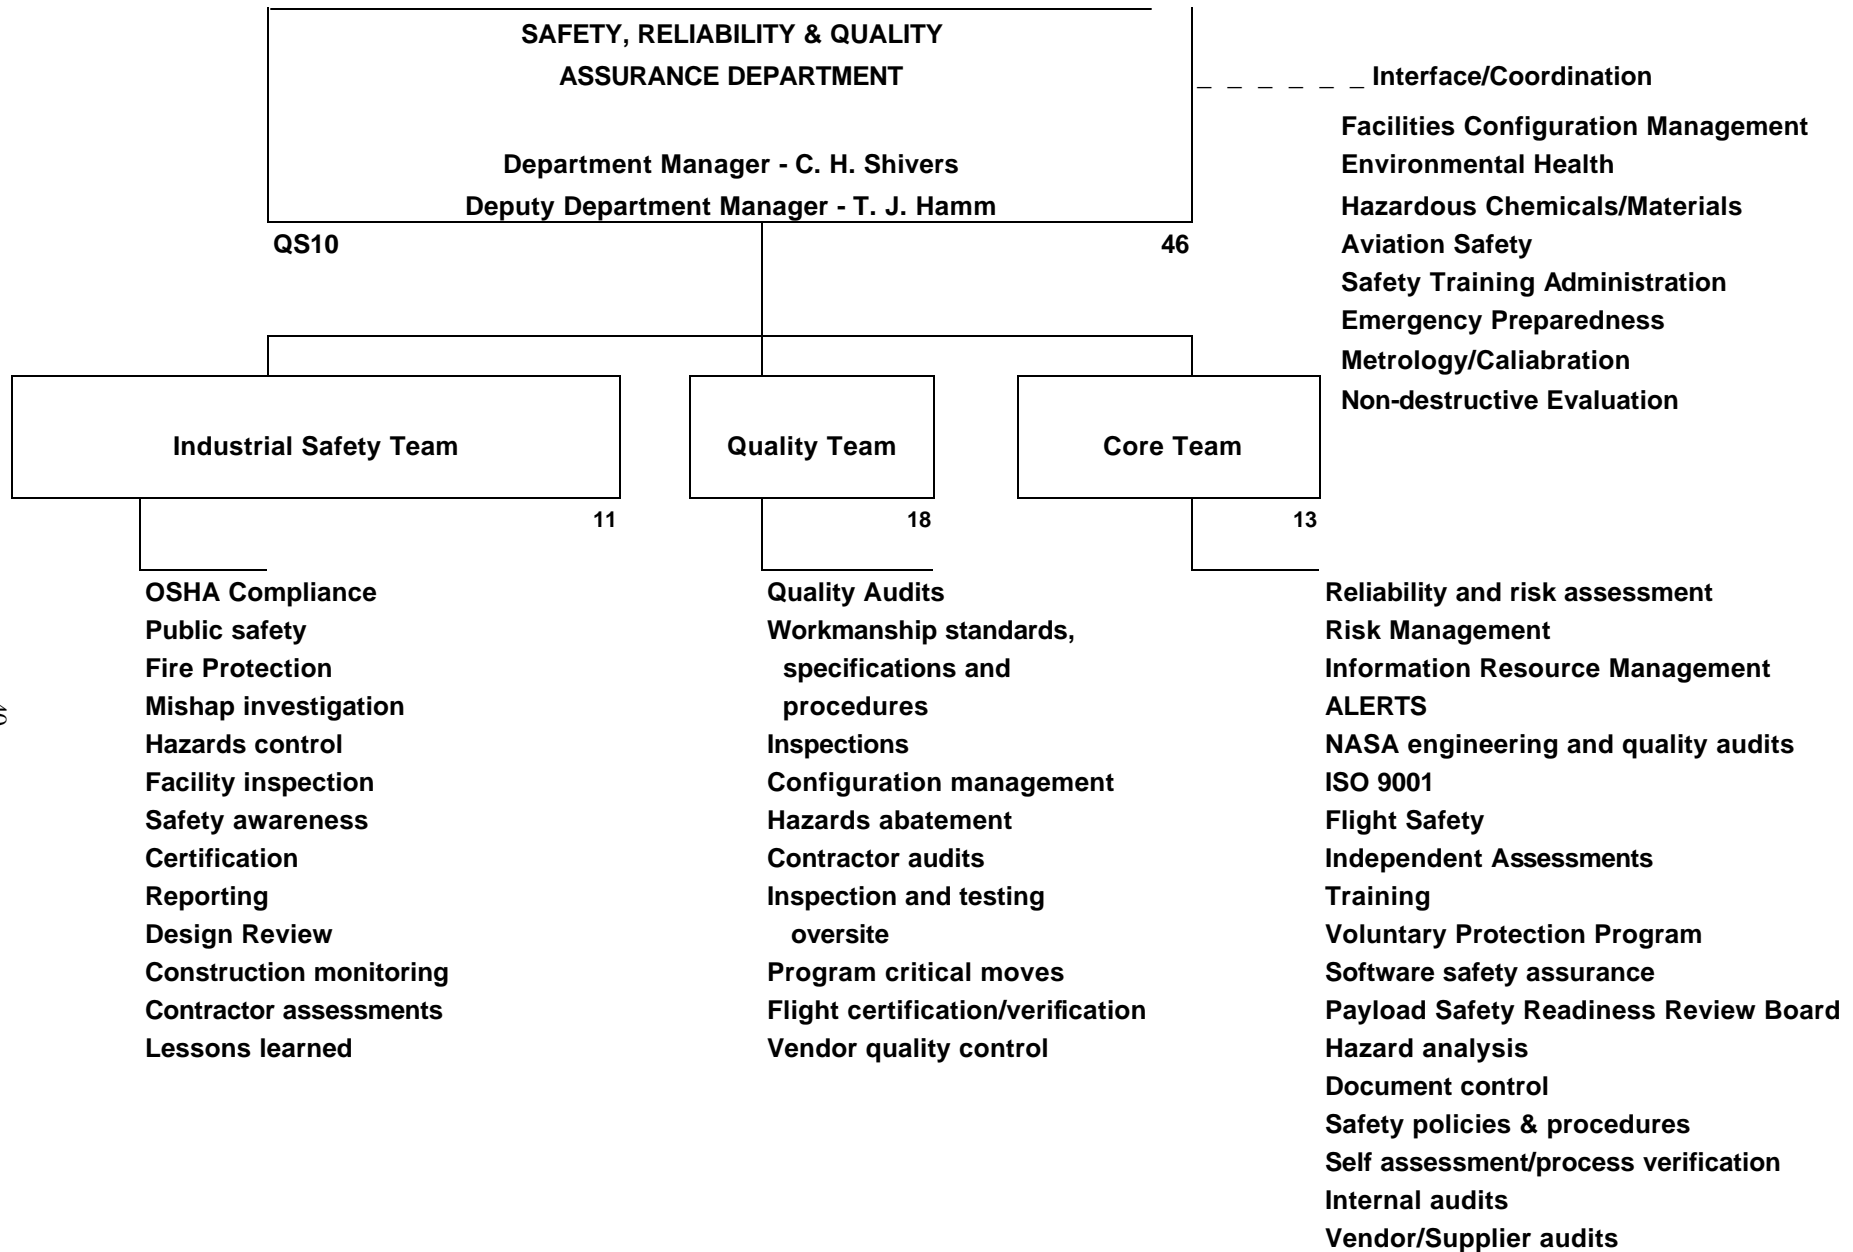 SAFETY, RELIABILITY & QUALITY
ASSURANCE DEPARTMENT
Department Manager - C. H. Shivers
Deputy Department Manager - T. J. Hamm
QS10
46
Interface/Coordination
Facilities Configuration Management
Environmental Health
Hazardous Chemicals/Materials
Aviation Safety
Safety Training Administration
Emergency Preparedness
Metrology/Caliabration
Non-destructive Evaluation
Industrial Safety Team
11
OSHA Compliance
Public safety
Fire Protection
Mishap investigation
Hazards control
Facility inspection
Safety awareness
Certification
Reporting
Design Review
Construction monitoring
Contractor assessments
Lessons learned
Quality Team
18
Quality Audits
Workmanship standards,
specifications and
procedures
Inspections
Configuration management
Hazards abatement
Contractor audits
Inspection and testing
oversite
Program critical moves
Flight certification/verification
Vendor quality control
Core Team
13
Reliability and risk assessment
Risk Management
Information Resource Management
ALERTS
NASA engineering and quality audits
ISO 9001
Flight Safety
Independent Assessments
Training
Voluntary Protection Program
Software safety assurance
Payload Safety Readiness Review Board
Hazard analysis
Document control
Safety policies & procedures
Self assessment/process verification
Internal audits
Vendor/Supplier audits